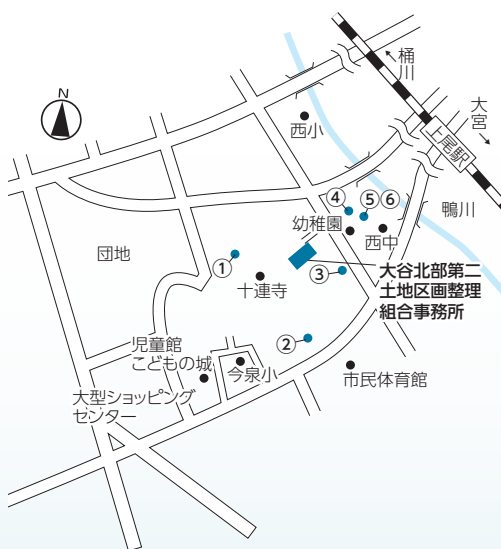 N
桶川
大宮
上尾駅
西小
鴨川
④
⑤
⑥
幼稚園
西中
団地
①
十連寺
③
大谷北部第二
土地区画整理
組合事務所
②
児童館
こどもの城
今泉小
市民体育館
大型ショッピング
センター